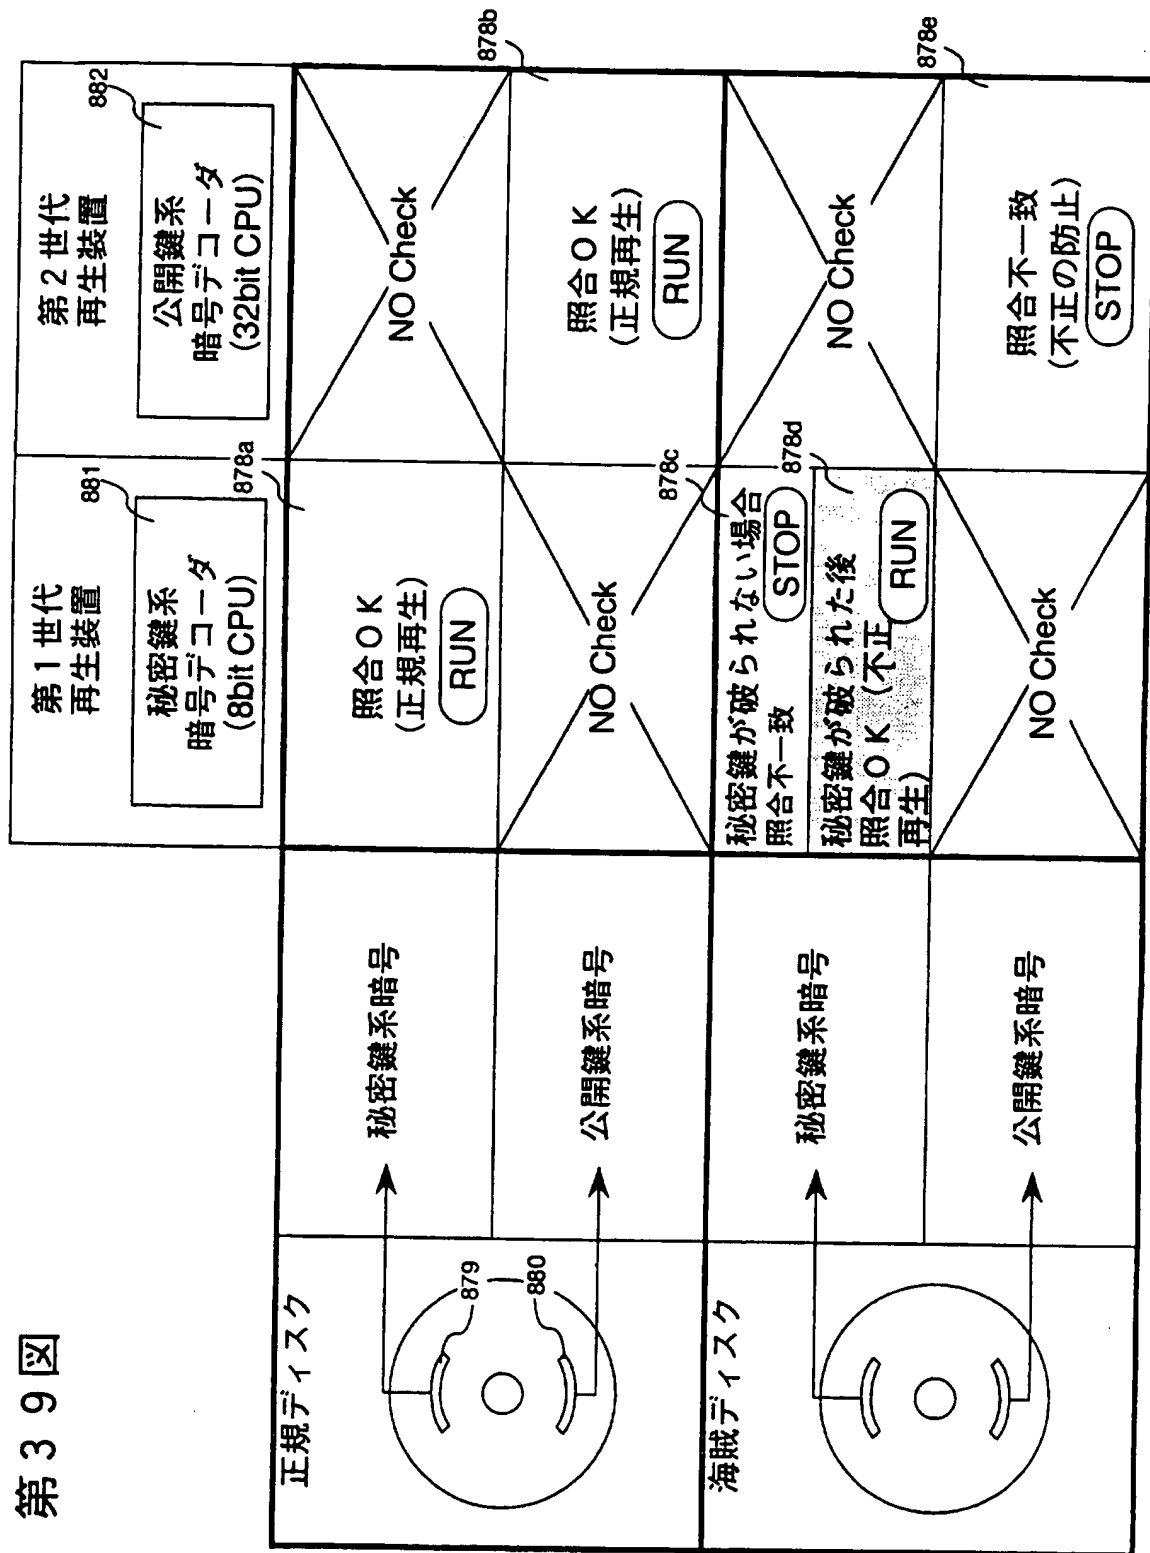 第39図
第1世代
再生装置
秘密鍵系
暗号デコーダ
(8bit CPU)
881
第2世代
再生装置
公開鍵系
暗号デコーダ
(32bit CPU)
882
正規ディスク
879
880
秘密鍵系暗号
照合OK
(正規再生)
RUN
878a
NO Check
公開鍵系暗号
NO Check
照合OK
(正規再生)
RUN
878b
海賊ディスク
秘密鍵系暗号
秘密鍵が破られない場合
照合不一致
STOP
878c
秘密鍵が破られた後
照合OK (不正
再生)
RUN
878d
NO Check
公開鍵系暗号
NO Check
照合不一致
(不正の防止)
STOP
878e